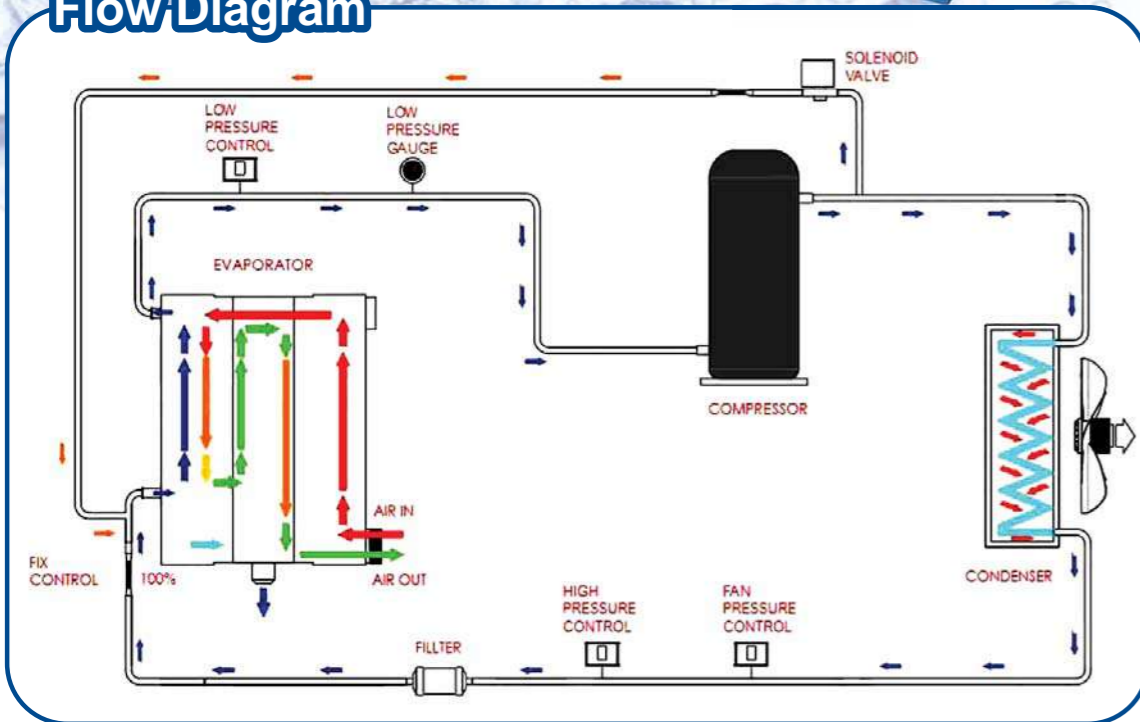 Flow Diagram
SOLENOID
VALVE
LOW
PRESSURE
CONTROL
LOW
PRESSURE
GAUGE
EVAPORATOR
COMPRESSOR
AIR IN
AIR OUT
FIX
CONTROL
100%
CONDENSER
HIGH
PRESSURE
CONTROL
FAN
PRESSURE
CONTROL
FILLTER